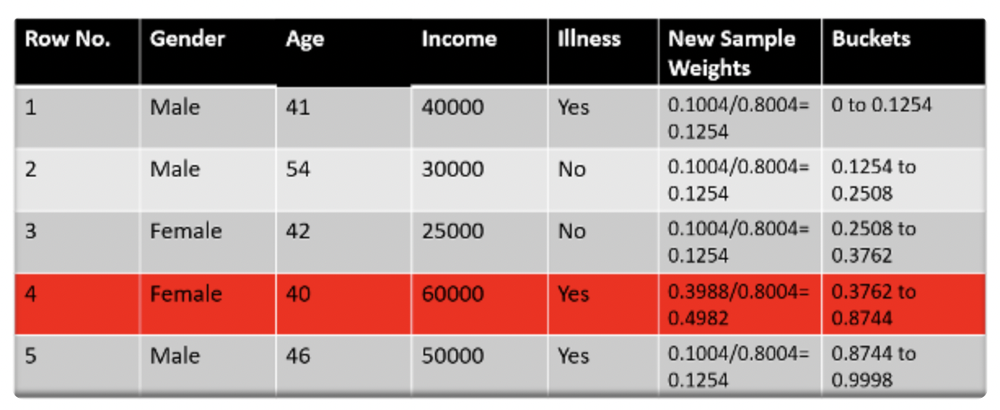 Row No. Gender Age Income Illness New Sample Buckets
Weights
1 Male 41 40000 Yes 0.1004/0.8004= 0 to 0.1254
0.1254
2 Male 54 30000 No 0.1004/0.8004= 0.1254 to
0.1254 0.2508
3 Female 42 25000 No 0.1004/0.8004= 0.2508 to
0.1254 0.3762
4 Female 40 60000 Yes 0.3988/0.8004= 0.3762 to
0.4982 0.8744
5 Male 46 50000 Yes 0.1004/0.8004= 0.8744 to
0.1254 0.9998